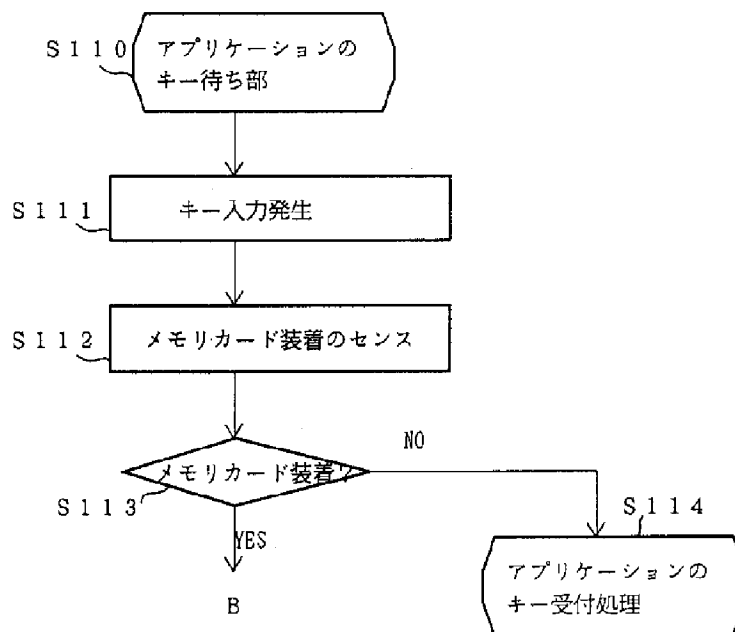 S110
アプリケーションの
キー待ち部
S111
キー入力発生
S112
メモリカード装着のセンス
メモリカード装着?
NO
S113
YES
B
S114
アプリケーションの
キー受付処理